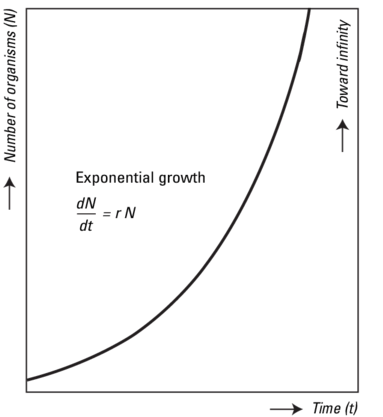 Number of organisms (N)
Toward infinity
Exponential growth
dN
dt
= r N
Time (t)